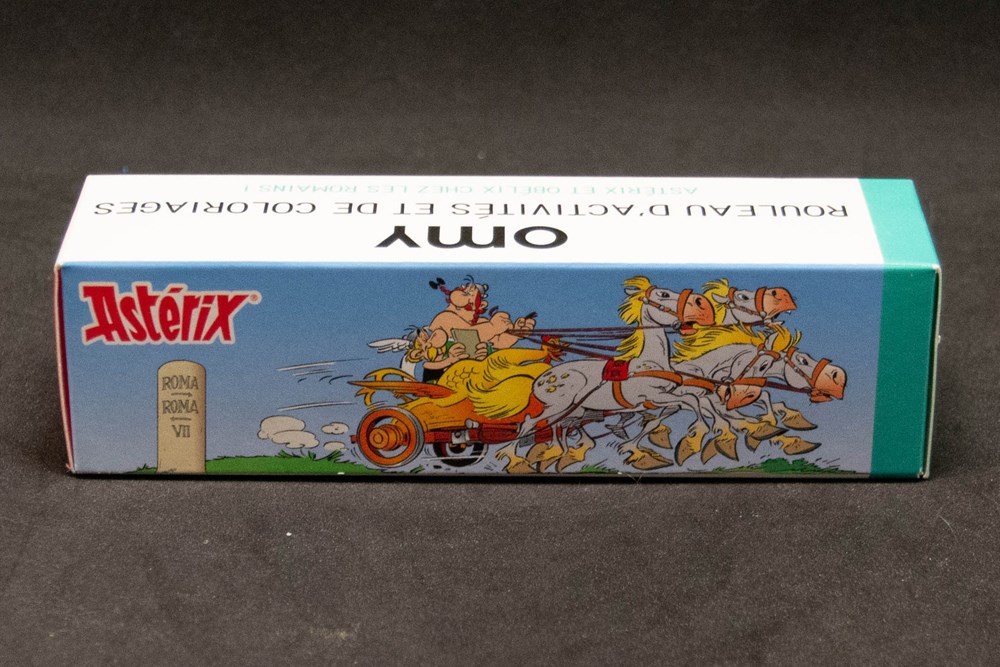 omy
ROULEAU D'ACTIVITÉS ET DE COLORIAGES
ASTÉRIX ET OBÉLIX CHEZ LES ROMAINS !
Astérix®
ROMA
→
ROMA
←
VII